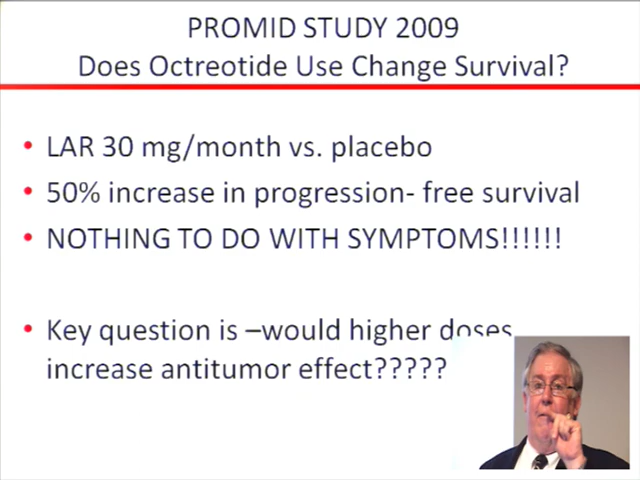 PROMID STUDY 2009
Does Octreotide Use Change Survival?
• LAR 30 mg/month vs. placebo
• 50% increase in progression- free survival
• NOTHING TO DO WITH SYMPTOMS!!!!!!
• Key question is –would higher doses
increase antitumor effect?????